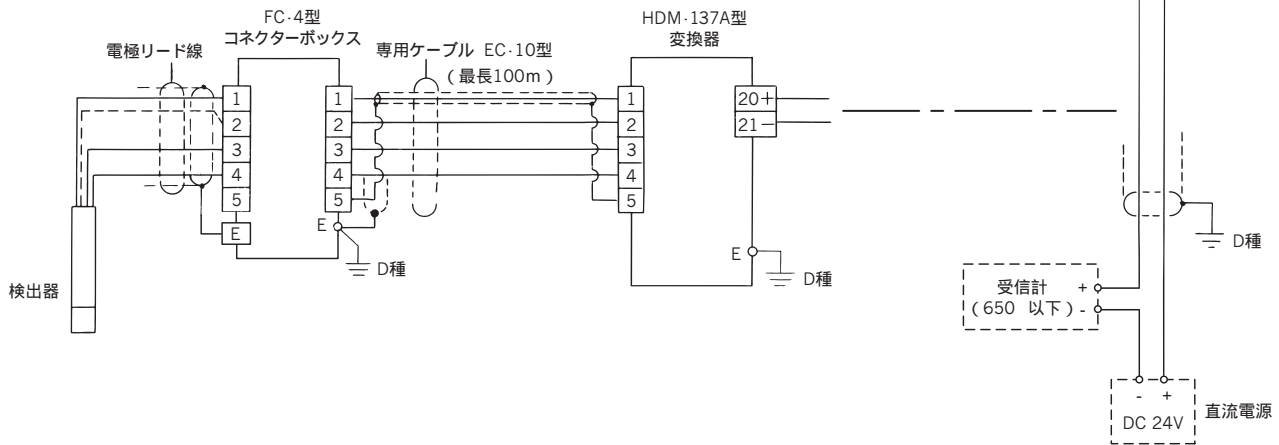 FC·4型
コネクターボックス
電極リード線
専用ケーブル EC·10型
(最長100m)
HDM·137A型
変換器
1
2
3
4
5
E
1
2
3
4
5
E
D種
1
2
3
4
5
20+
21−
E
D種
検出器
D種
受信計 +
(650 以下) -
- +
DC 24V
直流電源